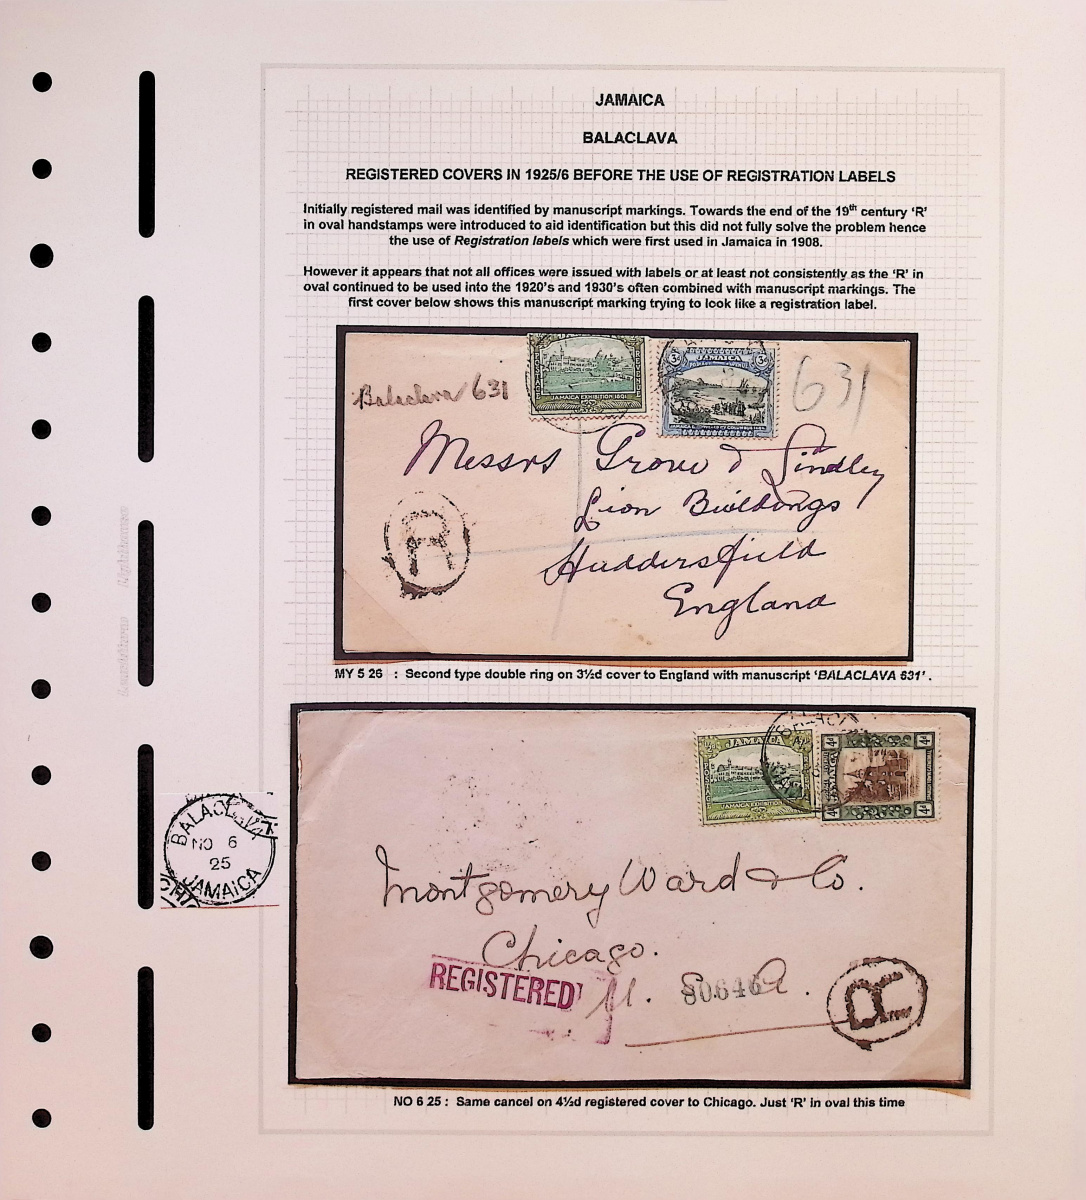 JAMAICA
BALACLAVA
REGISTERED COVERS IN 1925/6 BEFORE THE USE OF REGISTRATION LABELS
Initially registered mail was identified by manuscript markings. Towards the end of the 19th century ‘R’
in oval handstamps were introduced to aid identification but this did not fully solve the problem hence
the use of Registration labels which were first used in Jamaica in 1908.
However it appears that not all offices were issued with labels or at least not consistently as the ‘R’ in
oval continued to be used into the 1920’s and 1930’s often combined with manuscript markings. The
first cover below shows this manuscript marking trying to look like a registration label.
JAMAICA EXHIBITION 1891
JAMAICA
3d 3d
Balaclava 631
631
Messrs Grove & Lindley
Lion Buildings
Huddersfield
England
R
MY 5 26 : Second type double ring on 3½d cover to England with manuscript ‘BALACLAVA 631’ .
JAMAICA
JAMAICA EXHIBITION
4d 4d
JAMAICA
4d 4d
BALACLAVA
NO 6
25
JAMAICA
Montgomery Ward & Co.
Chicago.
REGISTERED
R
NO 6 25 : Same cancel on 4½d registered cover to Chicago. Just ‘R’ in oval this time